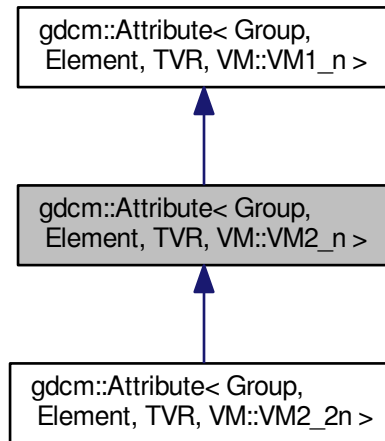 gdcm::Attribute< Group,
Element, TVR, VM::VM1_n >
gdcm::Attribute< Group,
Element, TVR, VM::VM2_n >
gdcm::Attribute< Group,
Element, TVR, VM::VM2_2n >